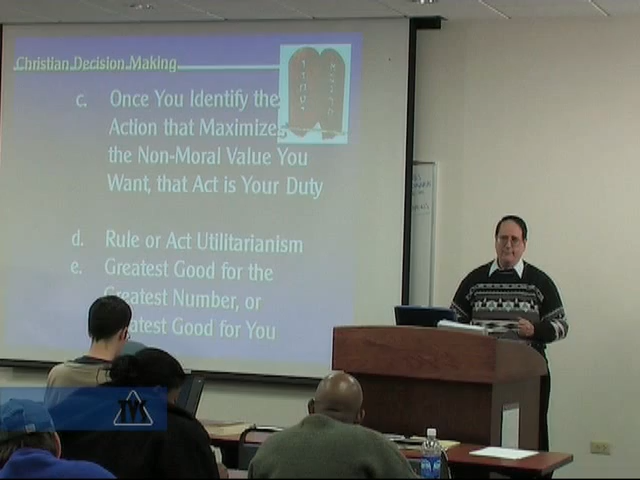 Christian Decision Making
c. Once You Identify the
Action that Maximizes
the Non-Moral Value You
Want, that Act is Your Duty
d. Rule or Act Utilitarianism
e. Greatest Good for the
Greatest Number, or
Greatest Good for You